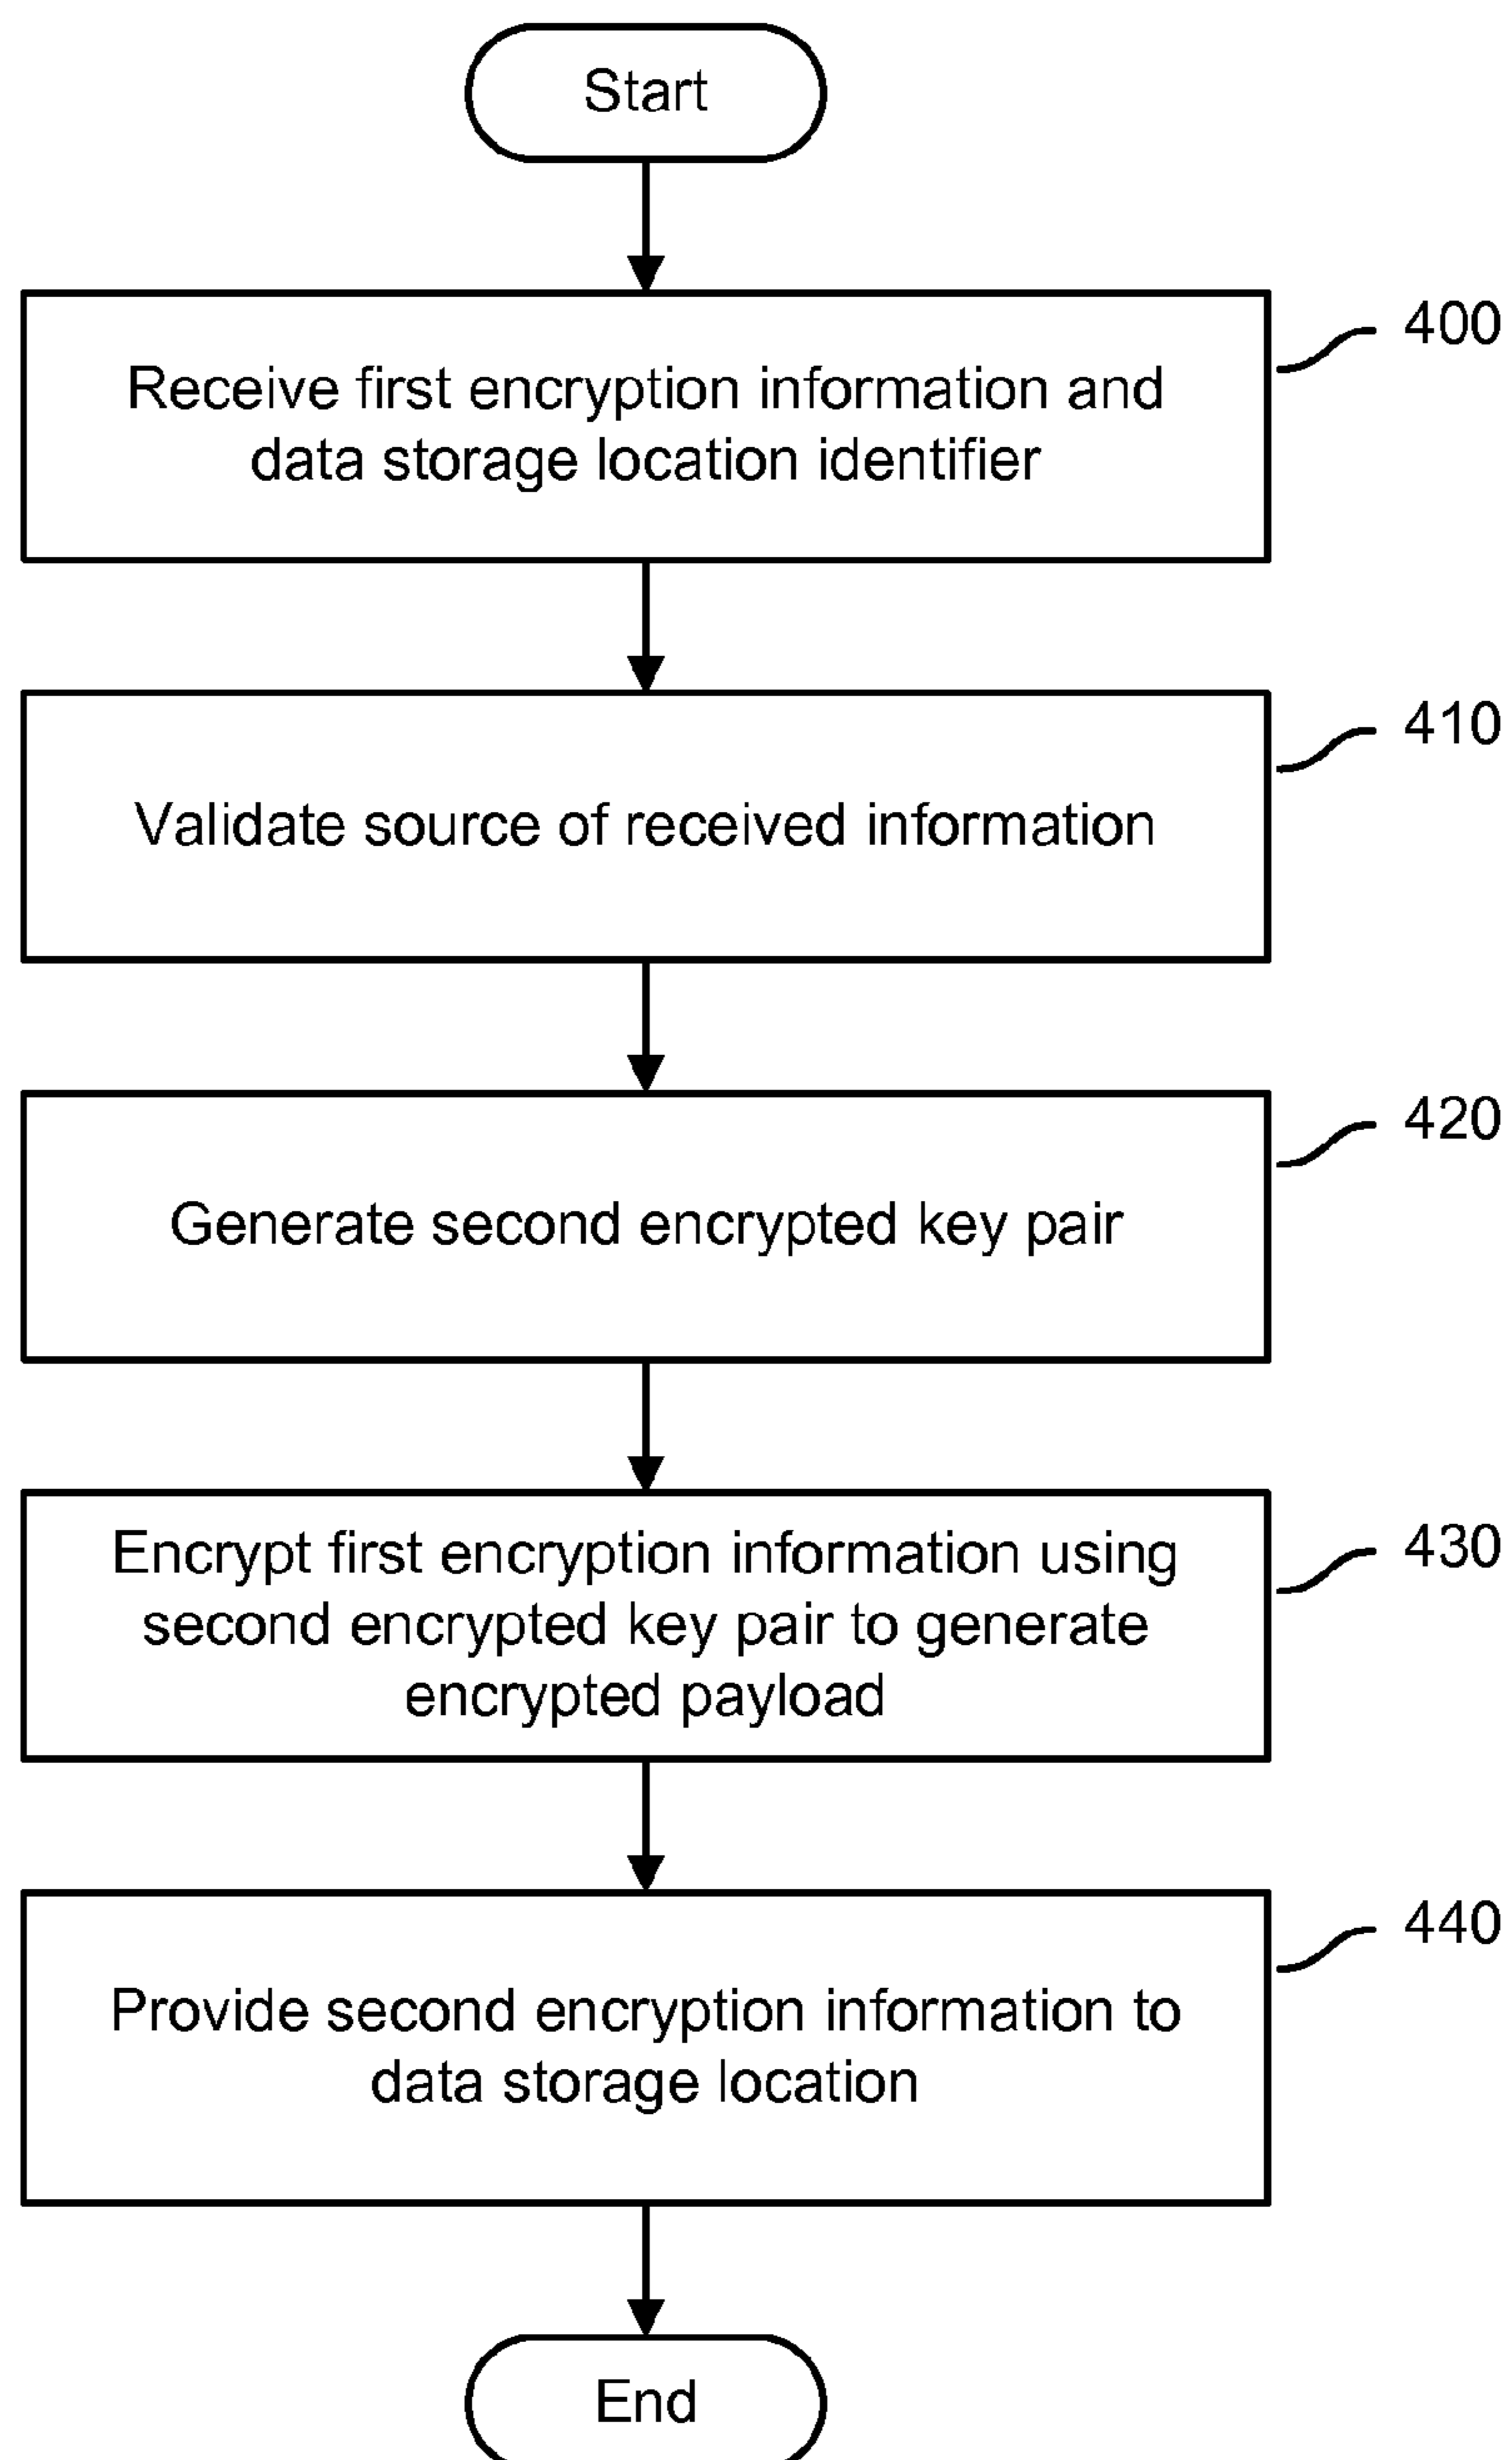 Start
400
Receive first encryption information and
data storage location identifier
410
Validate source of received information
420
Generate second encrypted key pair
430
Encrypt first encryption information using
second encrypted key pair to generate
encrypted payload
440
Provide second encryption information to
data storage location
End